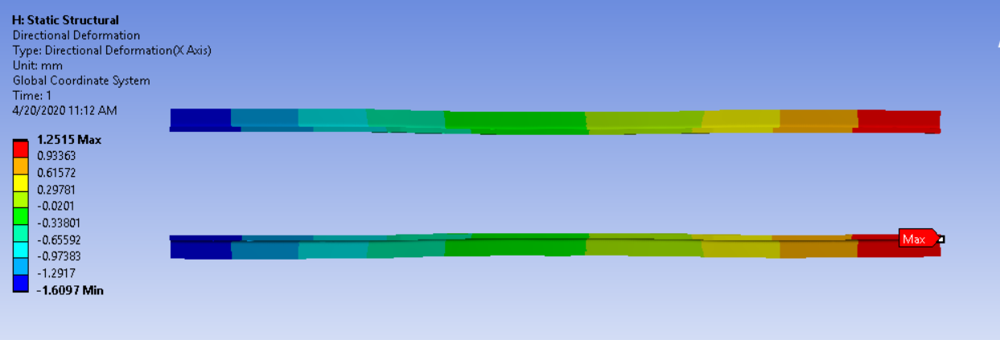 H: Static Structural
Directional Deformation
Type: Directional Deformation(X Axis)
Unit: mm
Global Coordinate System
Time: 1
4/20/2020 11:12 AM
1.2515 Max
0.93363
0.61572
0.29781
-0.0201
-0.33801
-0.65592
-0.97383
-1.2917
-1.6097 Min
Max